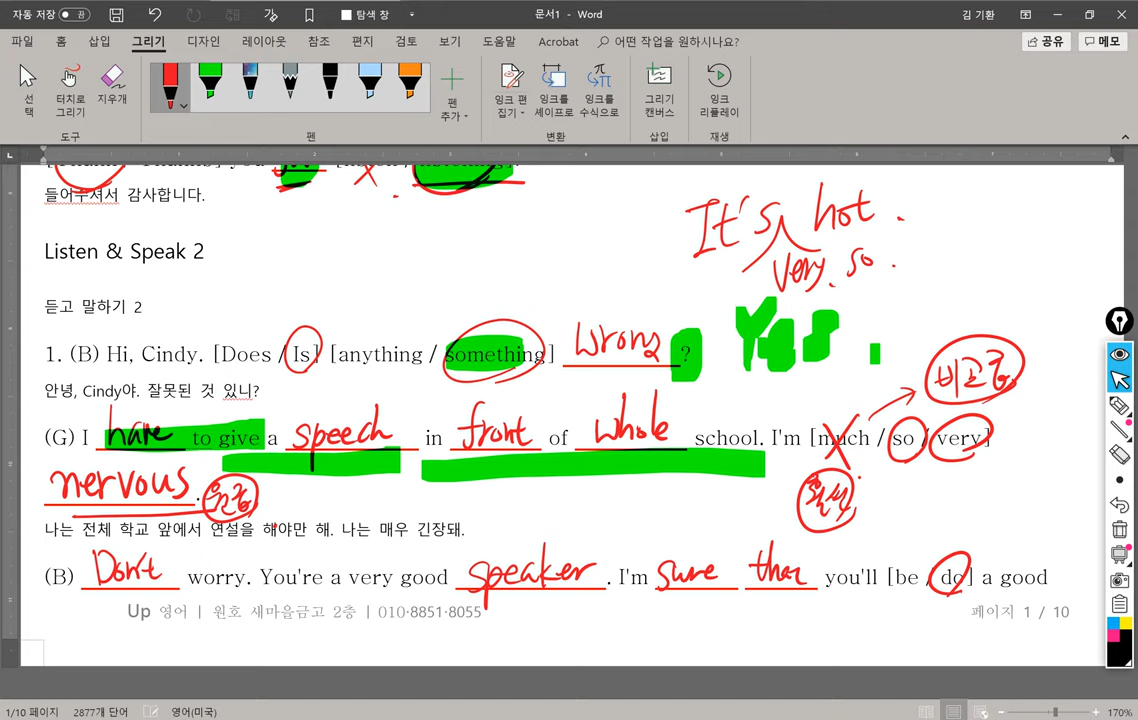 자동 저장 끔 탐색 창 문서1 - Word 김 기환
파일 홈 삽입 그리기 디자인 레이아웃 참조 편지 검토 보기 도움말 Acrobat 어떤 작업을 원하시나요? 공유 메모
선택 터치로 그리기 지우개 펜 추가 잉크 편집기 잉크를 셰이프로 잉크를 수식으로 그리기 캔버스 잉크 리플레이
도구 펜 변환 삽입 재생
들어주셔서 감사합니다.
It's hot.
very. so.
Listen & Speak 2
듣고 말하기 2
Yes
1. (B) Hi, Cindy. [Does / Is] [anything / something] wrong ?
비교급
안녕, Cindy야. 잘못된 것 있니?
(G) I have to give a speech in front of whole school. I'm [much / so / very]
nervous. 원급
나는 전체 학교 앞에서 연설을 해야만 해. 나는 매우 긴장돼.
(B) Don't worry. You're a very good speaker. I'm sure that you'll [be / do] a good
Up 영어 | 원호 새마을금고 2층 | 010-8851-8055 페이지 1 / 10
1/10 페이지 2877개 단어 영어(미국) 170%